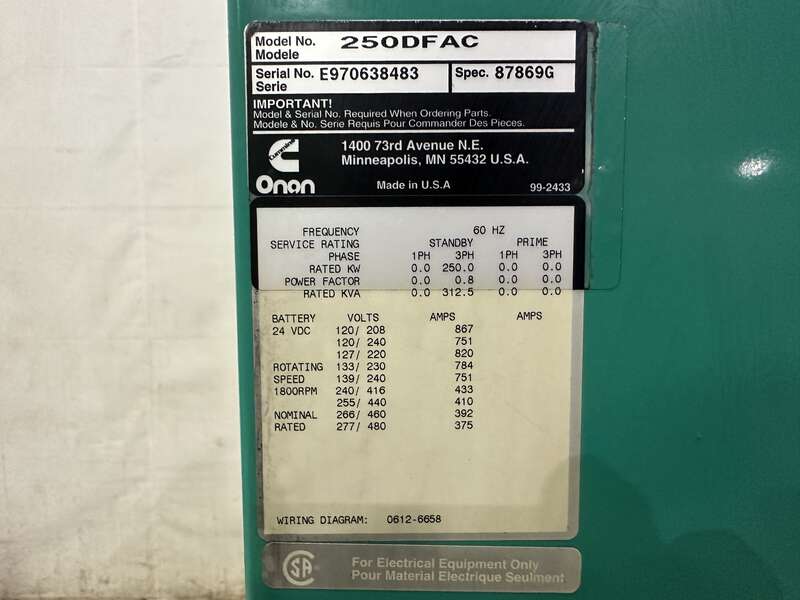 Model No. 250DFAC
Modele
Serial No. E970638483 Spec. 87869G
Serie
IMPORTANT!
Model & Serial No. Required When Ordering Parts.
Modele & No. Serie Requis Pour Commander Des Pieces.
Cummins
Onan
1400 73rd Avenue N.E.
Minneapolis, MN 55432 U.S.A.
Made in U.S.A 99-2433
FREQUENCY 60 HZ
SERVICE RATING STANDBY PRIME
PHASE 1PH 3PH 1PH 3PH
RATED KW 0.0 250.0 0.0 0.0
POWER FACTOR 0.0 0.8 0.0 0.0
RATED KVA 0.0 312.5 0.0 0.0
BATTERY VOLTS AMPS AMPS
24 VDC 120/ 208 867
120/ 240 751
127/ 220 820
ROTATING 133/ 230 784
SPEED 139/ 240 751
1800RPM 240/ 416 433
255/ 440 410
NOMINAL 266/ 460 392
RATED 277/ 480 375
WIRING DIAGRAM: 0612-6658
SA
For Electrical Equipment Only
Pour Material Electrique Seulment